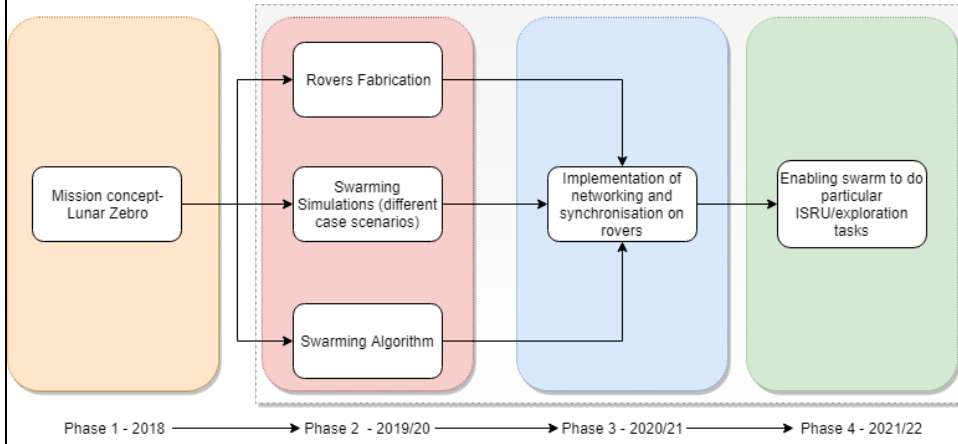 Rovers Fabrication
Mission concept-
Lunar Zebro
Swarming
Simulations (different
case scenarios)
Implementation of
networking and
synchronisation on
rovers
Enabling swarm to do
particular
ISRU/exploration
tasks
Swarming Algorithm
Phase 1 - 2018
Phase 2 - 2019/20
Phase 3 - 2020/21
Phase 4 - 2021/22